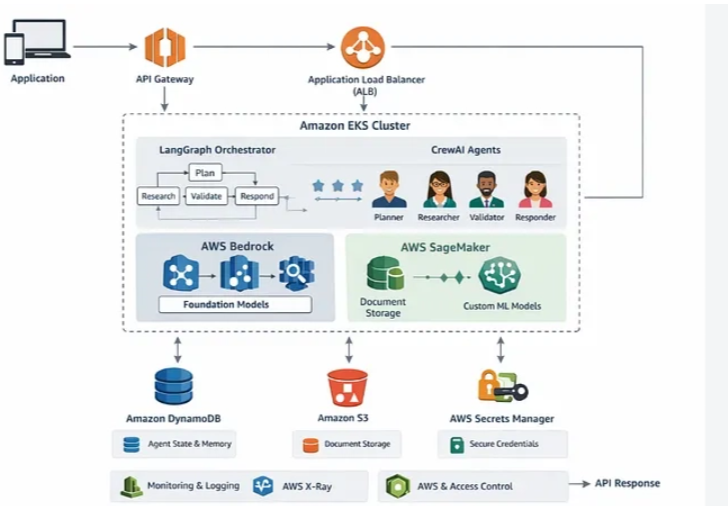 Application
API Gateway
Application Load Balancer
(ALB)
Amazon EKS Cluster
LangGraph Orchestrator
CrewAI Agents
Plan
Research
Validate
Respond
Planner
Researcher
Validator
Responder
AWS Bedrock
AWS SageMaker
Foundation Models
Document
Storage
Custom ML Models
Amazon DynamoDB
Amazon S3
AWS Secrets Manager
Agent State & Memory
Document Storage
Secure Credentials
Monitoring & Logging
AWS X-Ray
AWS & Access Control
API Response